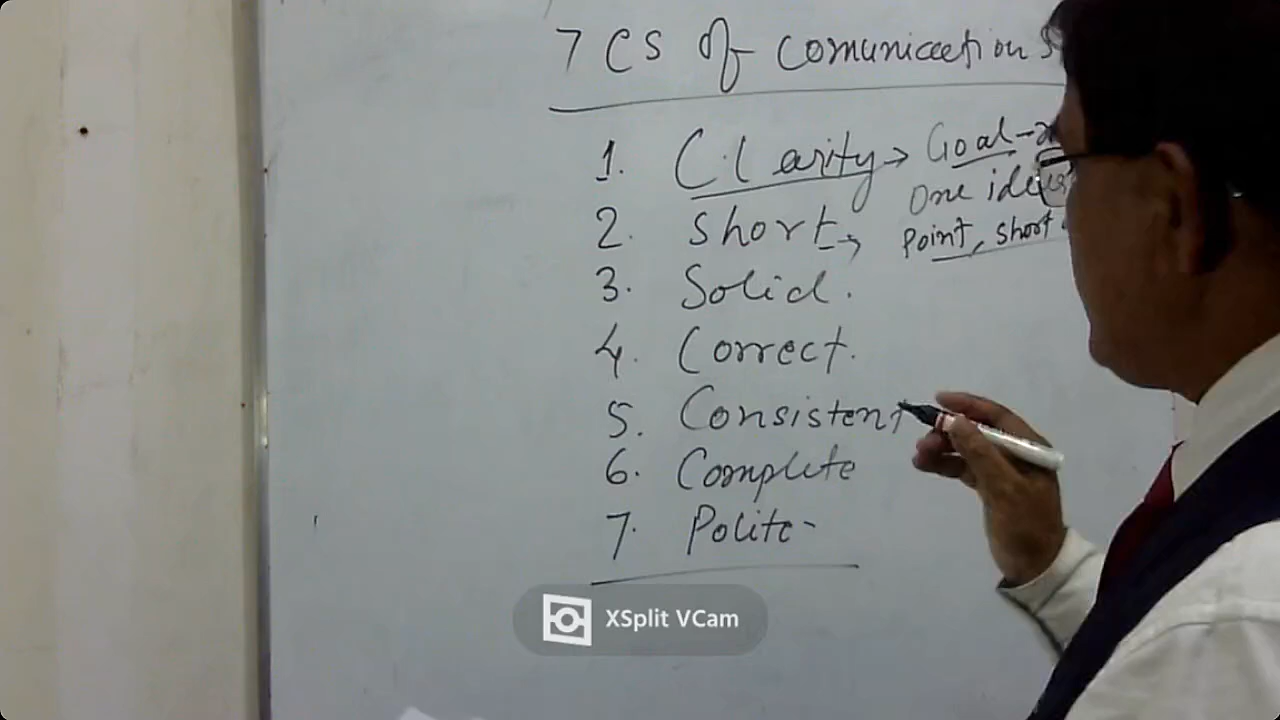 7 CS of comunication S
1. Clarity → Goal -
One idea
2. Short → Point, short
3. Solid.
4. Correct.
5. Consistent
6. Complete
7. Polite -
XSplit VCam